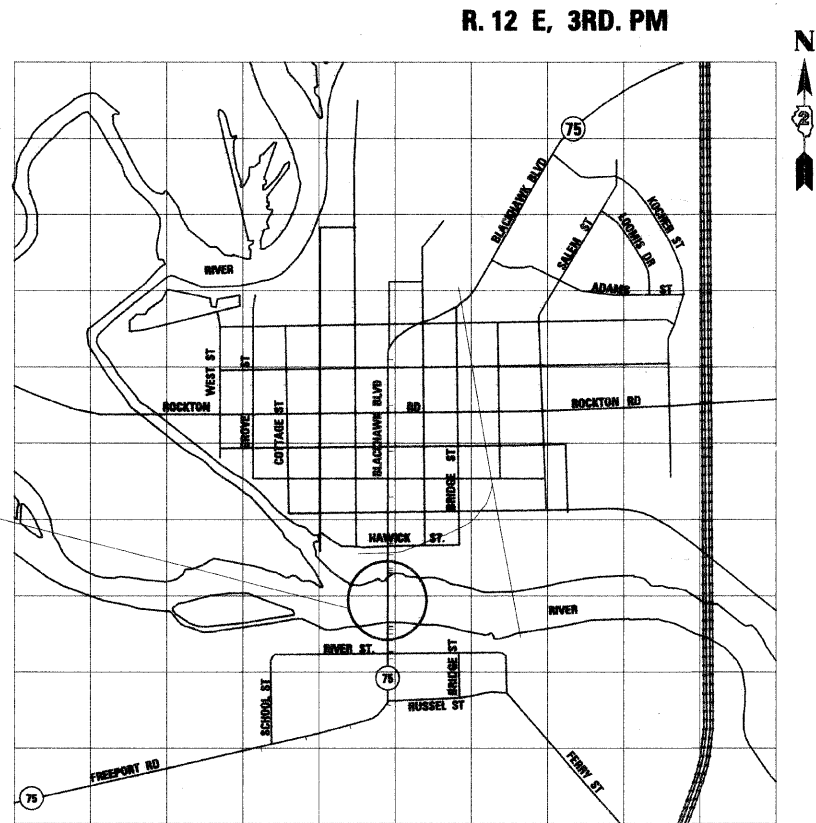 R. 12 E, 3RD. PM
N
2
75
BLACKHAWK BLVD
SALEM ST
LOOMIS DR
KOCHER ST
RIVER
ADAMS ST
WEST ST
GROVE ST
COTTAGE ST
BLACKHAWK BLVD
ROCKTON RD
ROCKTON RD
BRIDGE ST
HAWICK ST.
RIVER
RIVER ST.
BRIDGE ST
75
SCHOOL ST
RUSSEL ST
FREEPORT RD
FERRY ST
75